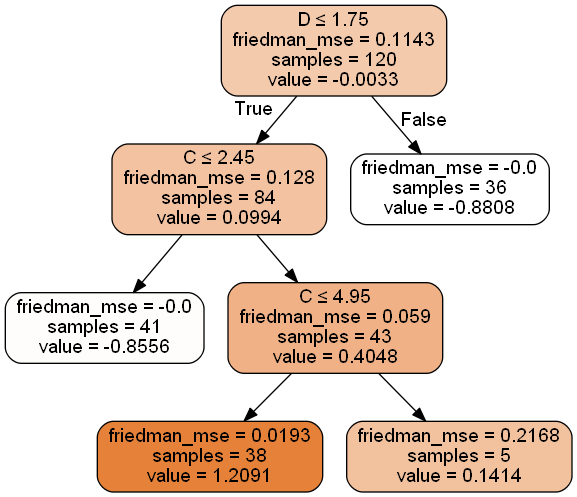 D ≤ 1.75
friedman_mse = 0.1143
samples = 120
value = -0.0033
True
False
C ≤ 2.45
friedman_mse = 0.128
samples = 84
value = 0.0994
friedman_mse = -0.0
samples = 36
value = -0.8808
friedman_mse = -0.0
samples = 41
value = -0.8556
C ≤ 4.95
friedman_mse = 0.059
samples = 43
value = 0.4048
friedman_mse = 0.0193
samples = 38
value = 1.2091
friedman_mse = 0.2168
samples = 5
value = 0.1414